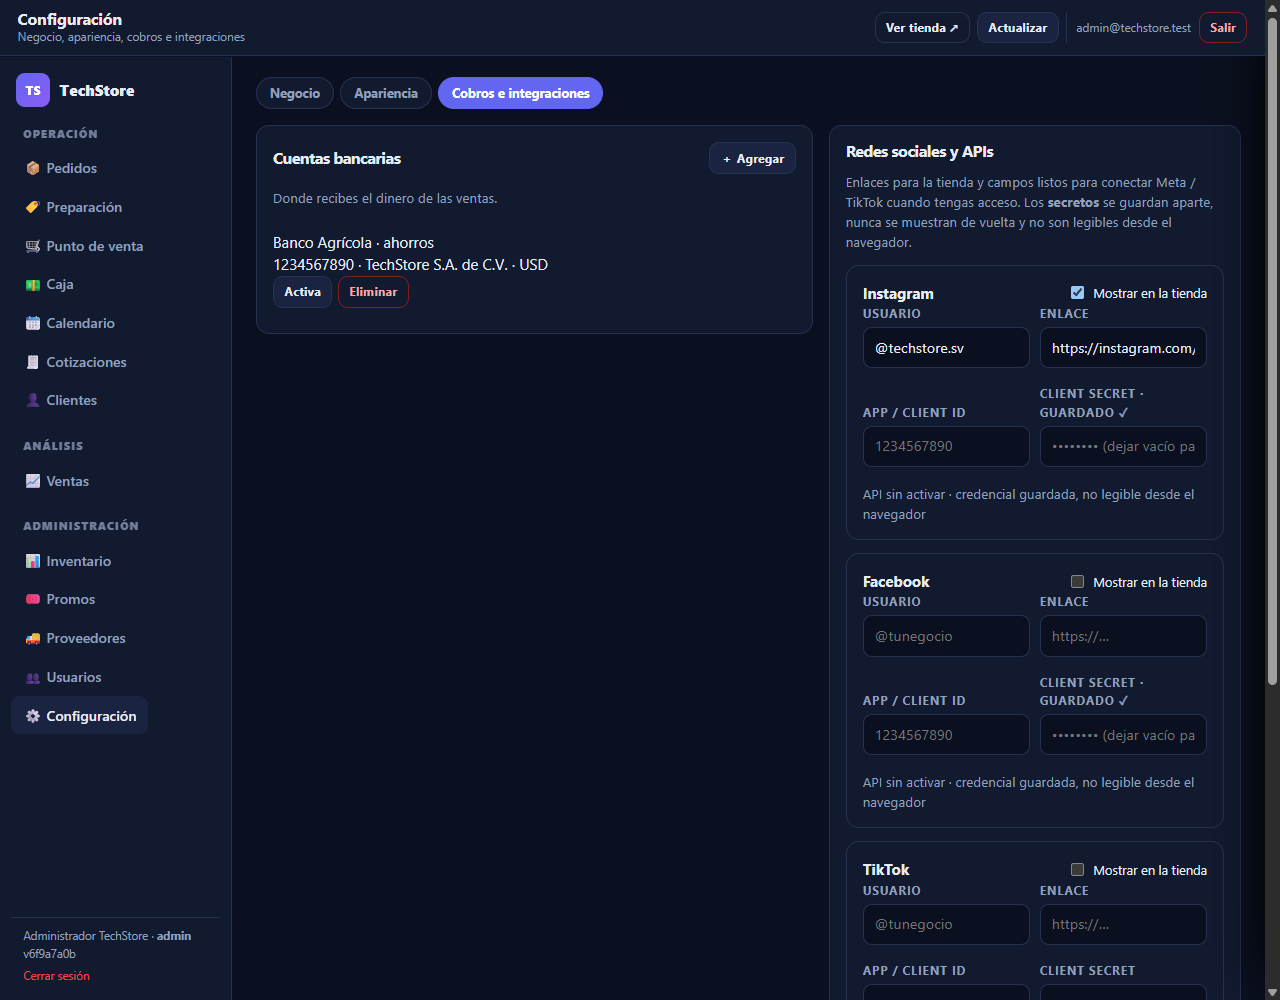 Configuración
Negocio, apariencia, cobros e integraciones
Ver tienda ↗
Actualizar
admin@techstore.test
Salir
TS
TechStore
OPERACIÓN
Pedidos
Preparación
Punto de venta
Caja
Calendario
Cotizaciones
Clientes
ANÁLISIS
Ventas
ADMINISTRACIÓN
Inventario
Promos
Proveedores
Usuarios
Configuración
Administrador TechStore · admin
v6f9a7a0b
Cerrar sesión
Negocio
Apariencia
Cobros e integraciones
Cuentas bancarias
+ Agregar
Donde recibes el dinero de las ventas.
Banco Agrícola · ahorros
1234567890 · TechStore S.A. de C.V. · USD
Activa
Eliminar
Redes sociales y APIs
Enlaces para la tienda y campos listos para conectar Meta /
TikTok cuando tengas acceso. Los secretos se guardan aparte,
nunca se muestran de vuelta y no son legibles desde el
navegador.
Instagram
Mostrar en la tienda
USUARIO
ENLACE
@techstore.sv
https://instagram.com/
APP / CLIENT ID
CLIENT SECRET ·
GUARDADO ✓
1234567890
•••••••• (dejar vacío pa
API sin activar · credencial guardada, no legible desde el
navegador
Facebook
Mostrar en la tienda
USUARIO
ENLACE
@tunegocio
https://...
APP / CLIENT ID
CLIENT SECRET ·
GUARDADO ✓
1234567890
•••••••• (dejar vacío pa
API sin activar · credencial guardada, no legible desde el
navegador
TikTok
Mostrar en la tienda
USUARIO
ENLACE
@tunegocio
https://...
APP / CLIENT ID
CLIENT SECRET